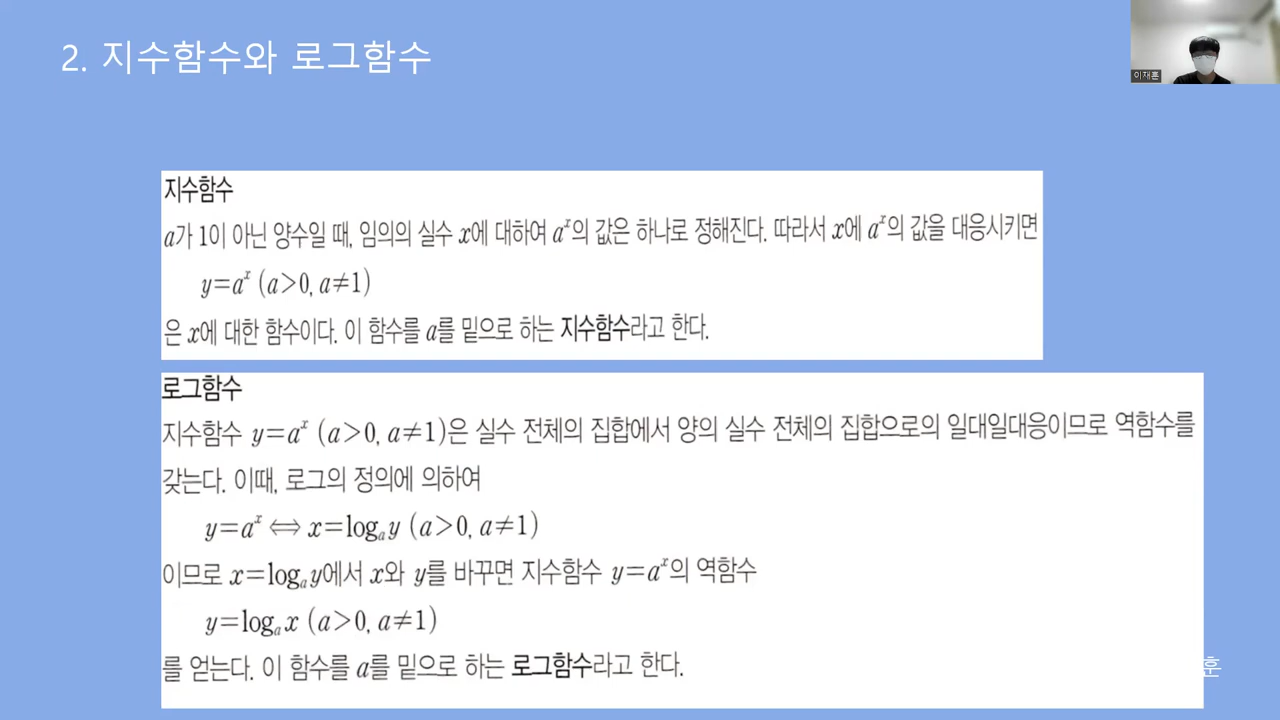 2. 지수함수와 로그함수
이재훈
지수함수
a가 1이 아닌 양수일 때, 임의의 실수 x에 대하여 aˣ의 값은 하나로 정해진다. 따라서 x에 aˣ의 값을 대응시키면
y=aˣ (a>0, a≠1)
은 x에 대한 함수이다. 이 함수를 a를 밑으로 하는 지수함수라고 한다.
로그함수
지수함수 y=aˣ (a>0, a≠1)은 실수 전체의 집합에서 양의 실수 전체의 집합으로의 일대일대응이므로 역함수를
갖는다. 이때, 로그의 정의에 의하여
y=aˣ ⟺ x=logₐy (a>0, a≠1)
이므로 x=logₐy에서 x와 y를 바꾸면 지수함수 y=aˣ의 역함수
y=logₐx (a>0, a≠1)
를 얻는다. 이 함수를 a를 밑으로 하는 로그함수라고 한다.
훈